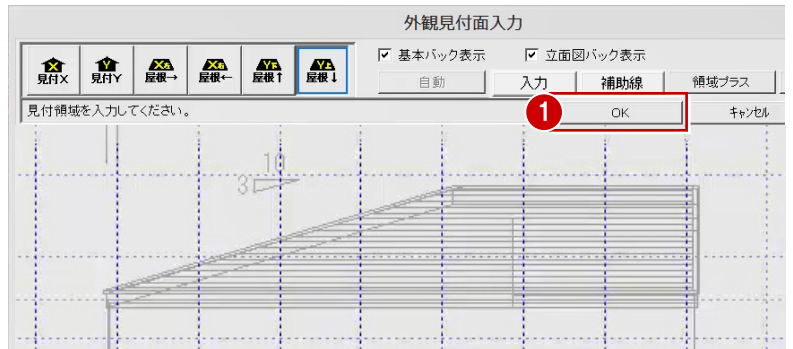 外観見付面入力
見付X 見付Y 屋根→ 屋根← 屋根↑ 屋根↓
基本バック表示 立面図バック表示
自動 入力 補助線 領域プラス
見付領域を入力してください。 1 OK キャンセル
10
3